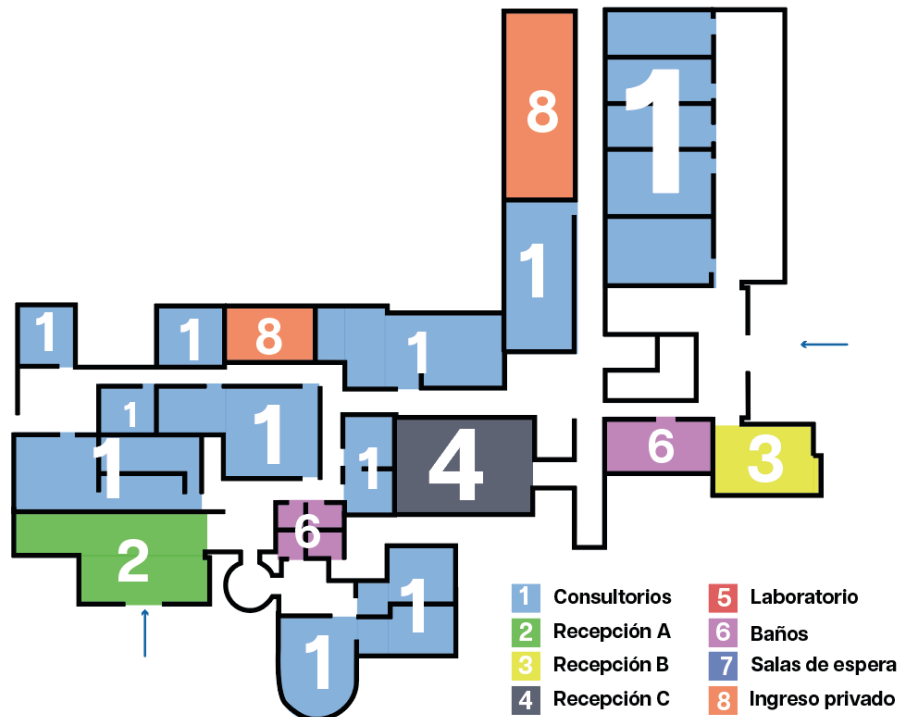 8
1
1
1
1
8
1
1
1
1
1
4
6
3
6
2
1
1
1 Consultorios
2 Recepción A
3 Recepción B
4 Recepción C
5 Laboratorio
6 Baños
7 Salas de espera
8 Ingreso privado